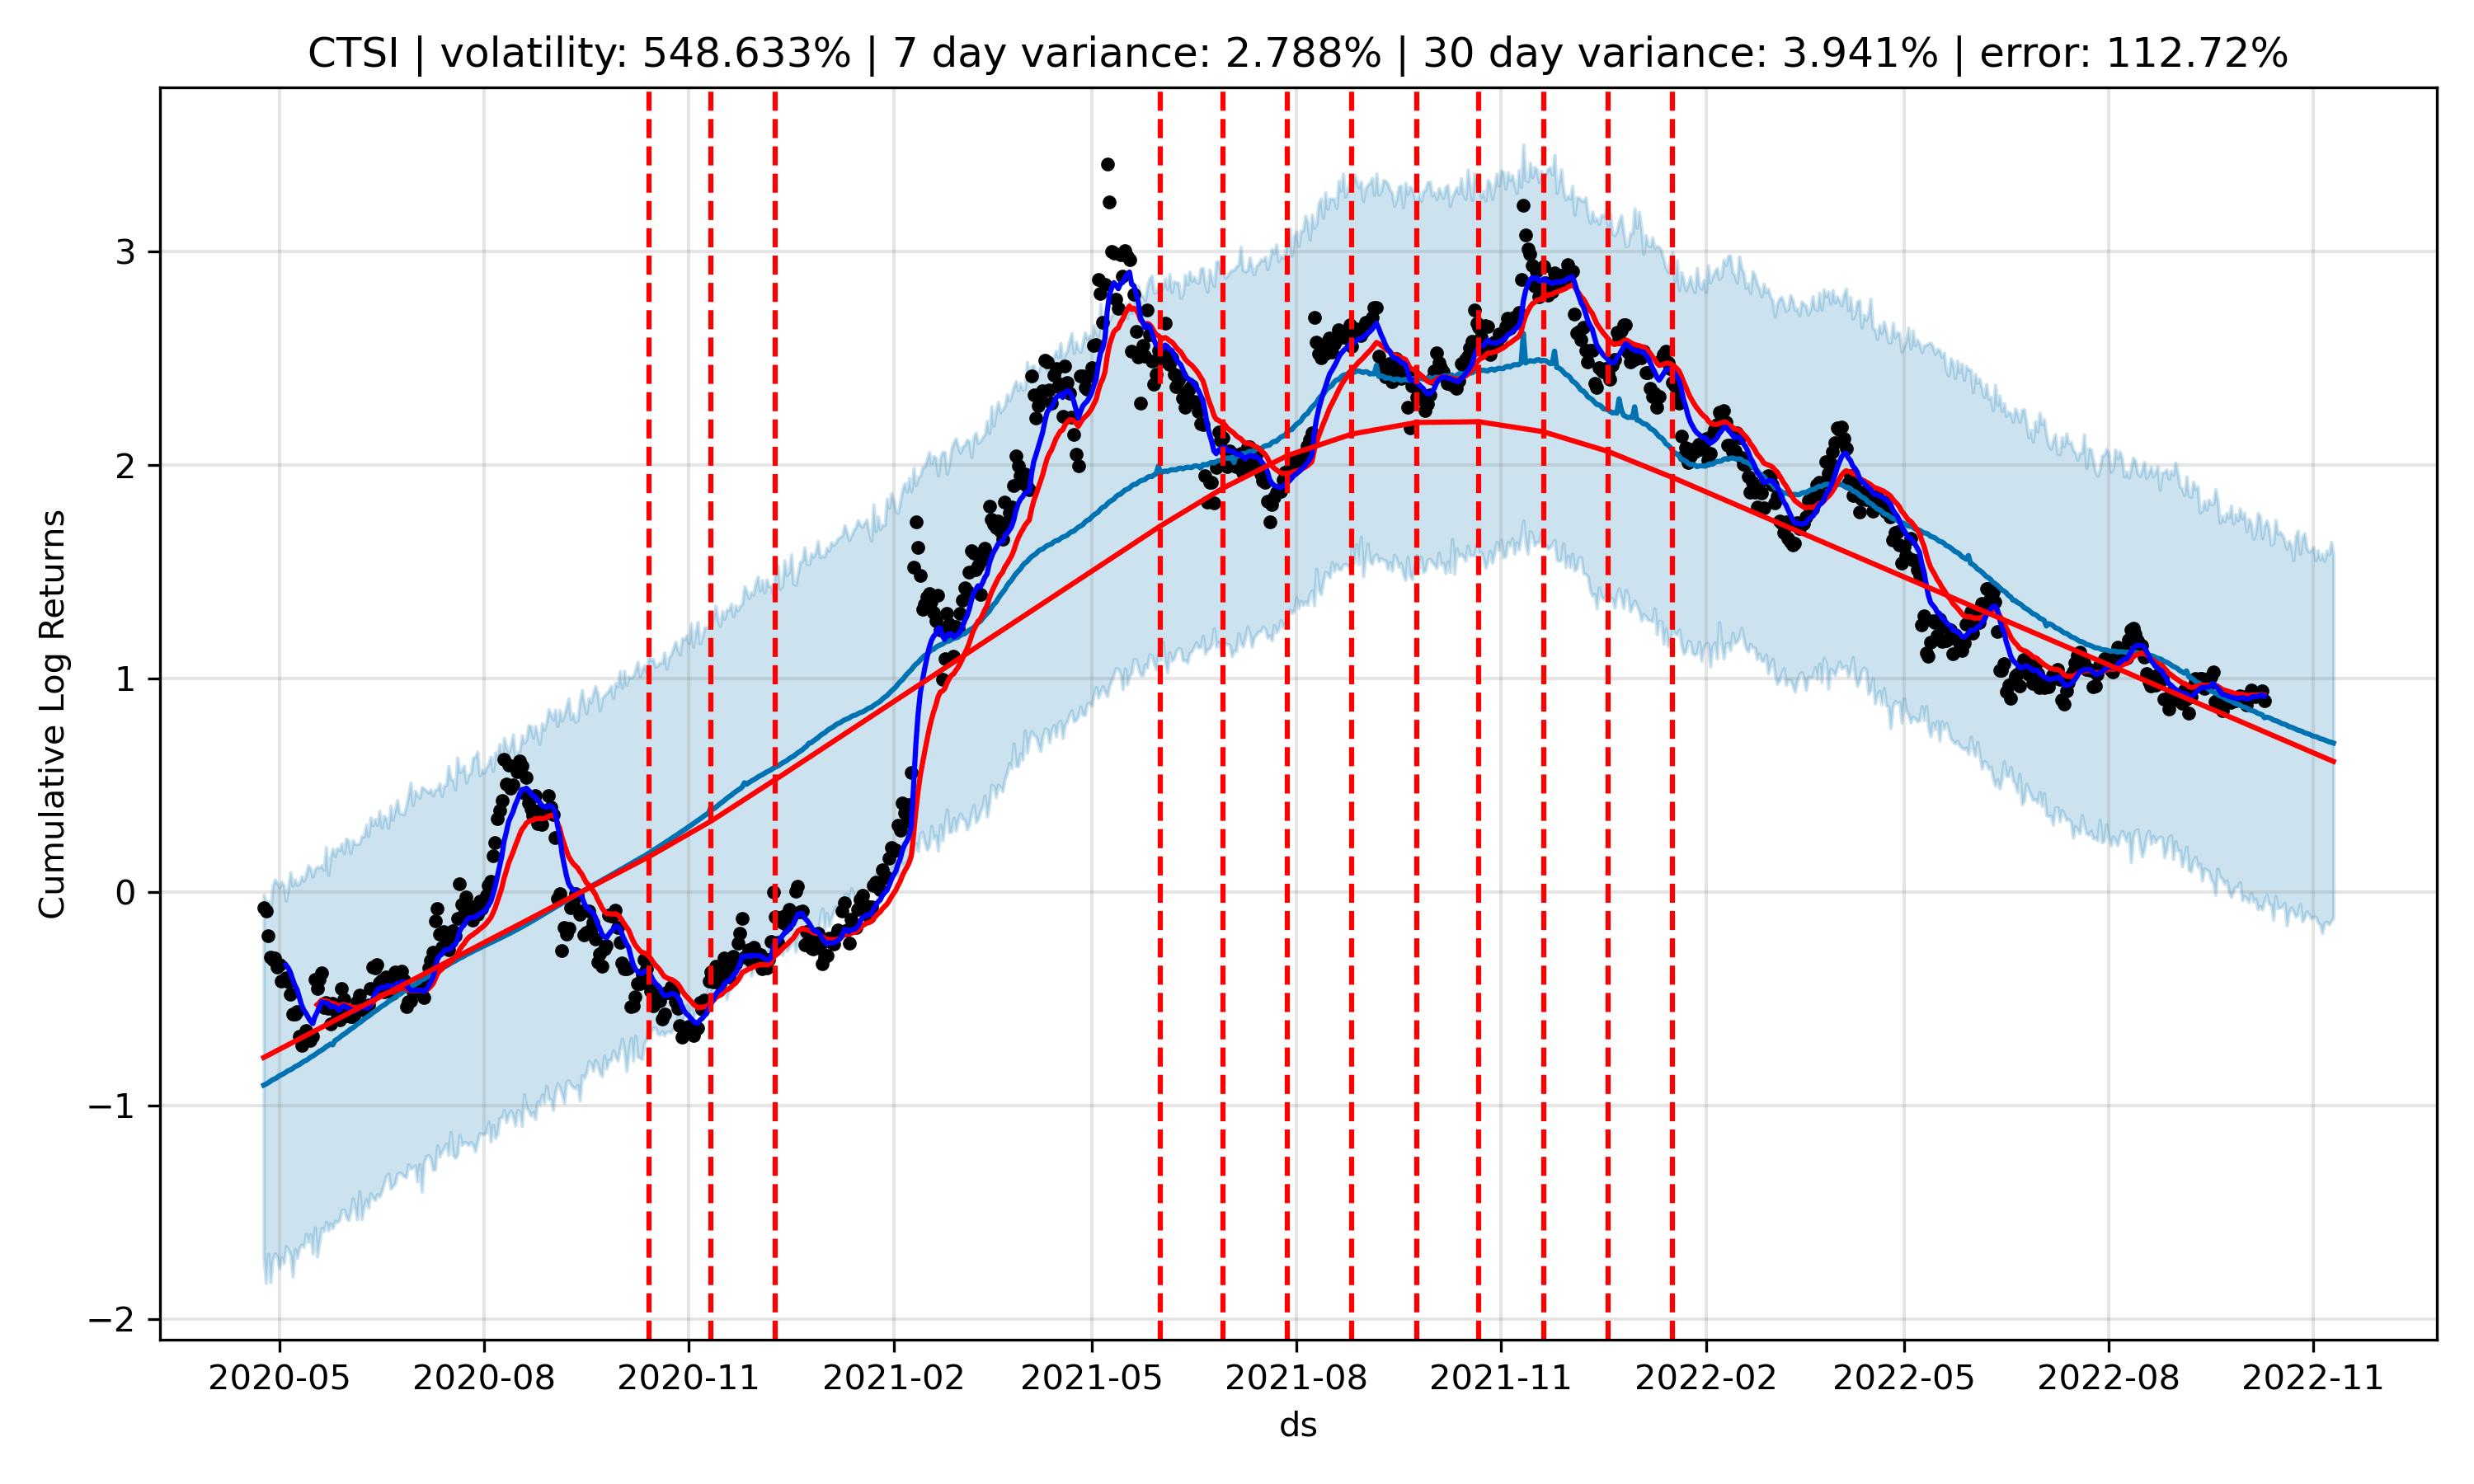 CTSI | volatility: 548.633% | 7 day variance: 2.788% | 30 day variance: 3.941% | error: 112.72%
Cumulative Log Returns
3
2
1
0
−1
−2
2020-05 2020-08 2020-11 2021-02 2021-05 2021-08 2021-11 2022-02 2022-05 2022-08 2022-11
ds